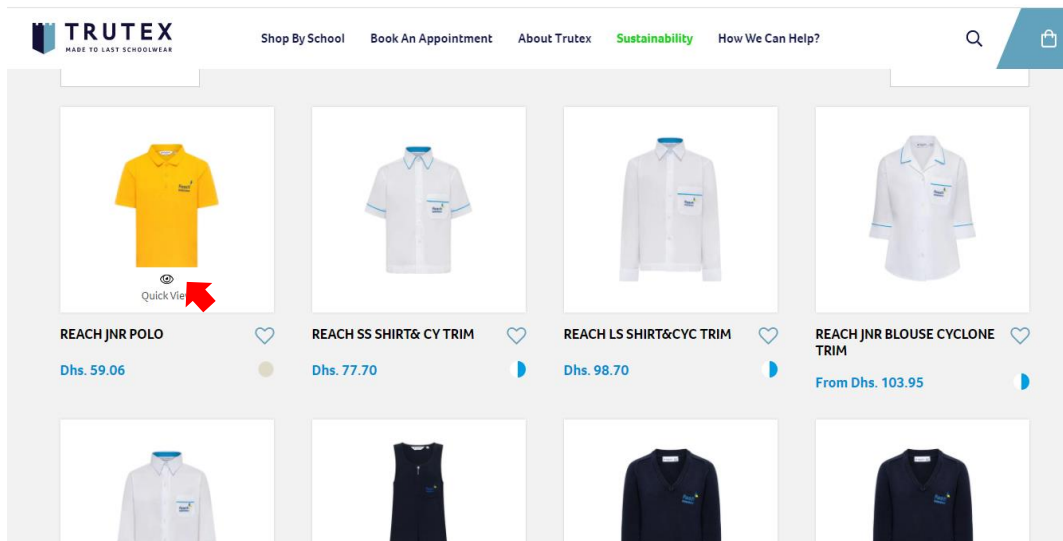 TRUTEX
MADE TO LAST SCHOOLWEAR
Shop By School Book An Appointment About Trutex Sustainability How We Can Help?
Quick Vie
REACH JNR POLO
REACH SS SHIRT& CY TRIM
REACH LS SHIRT&CYC TRIM
REACH JNR BLOUSE CYCLONE
TRIM
Dhs. 59.06
Dhs. 77.70
Dhs. 98.70
From Dhs. 103.95